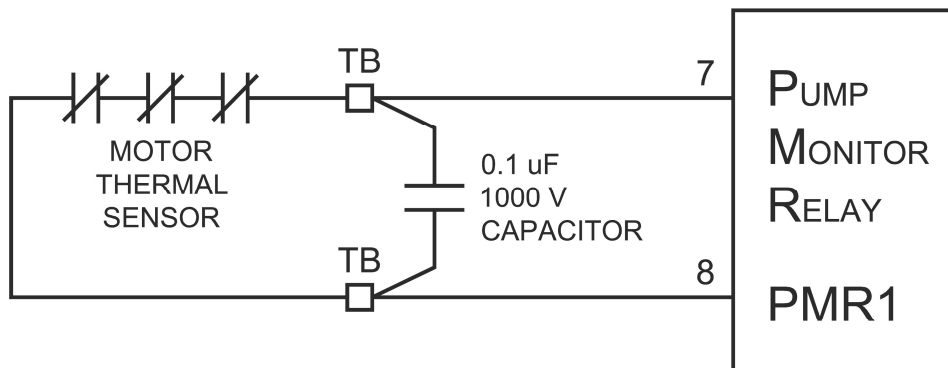 TB
7
MOTOR
THERMAL
SENSOR
0.1 uF
1000 V
CAPACITOR
TB
8
PUMP
MONITOR
RELAY
PMR1